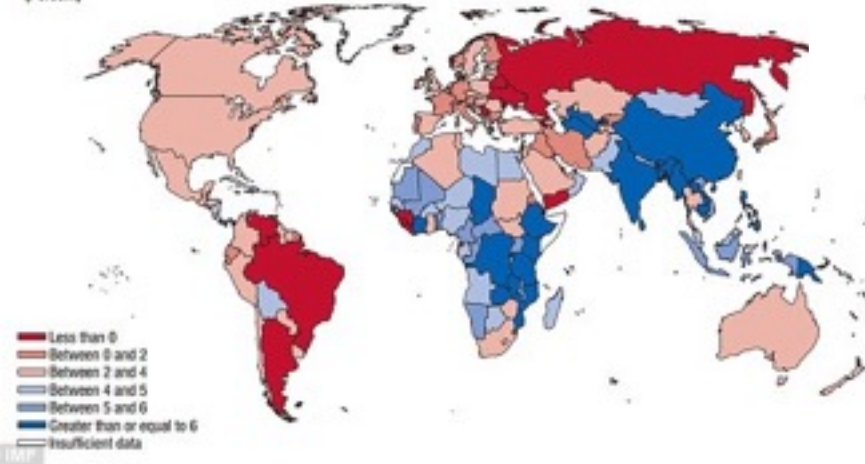 Less than 0
Between 0 and 2
Between 2 and 4
Between 4 and 5
Between 5 and 6
Greater than or equal to 6
Insufficient data
IMF